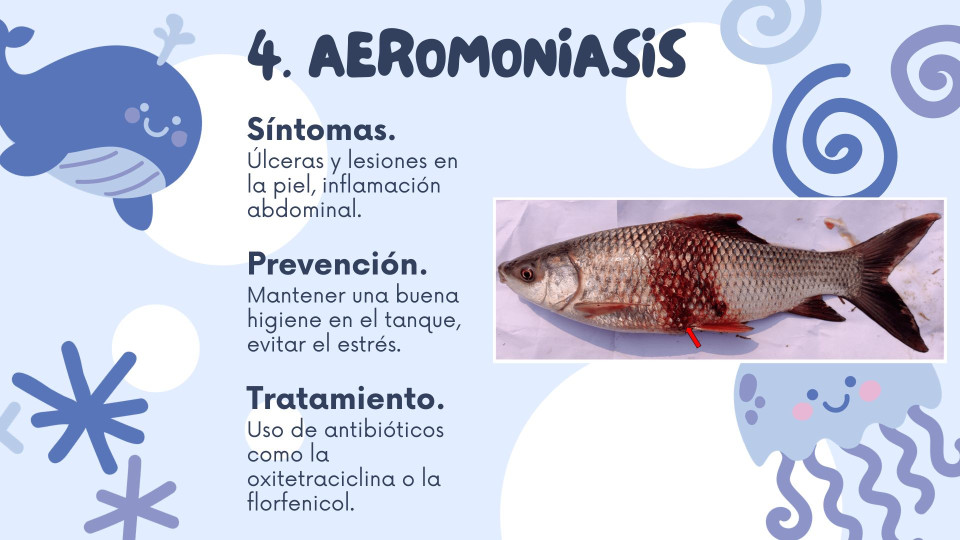 4. AEROMONIASIS
Síntomas.
Úlceras y lesiones en
la piel, inflamación
abdominal.
Prevención.
Mantener una buena
higiene en el tanque,
evitar el estrés.
Tratamiento.
Uso de antibióticos
como la
oxitetraciclina o la
florfenicol.